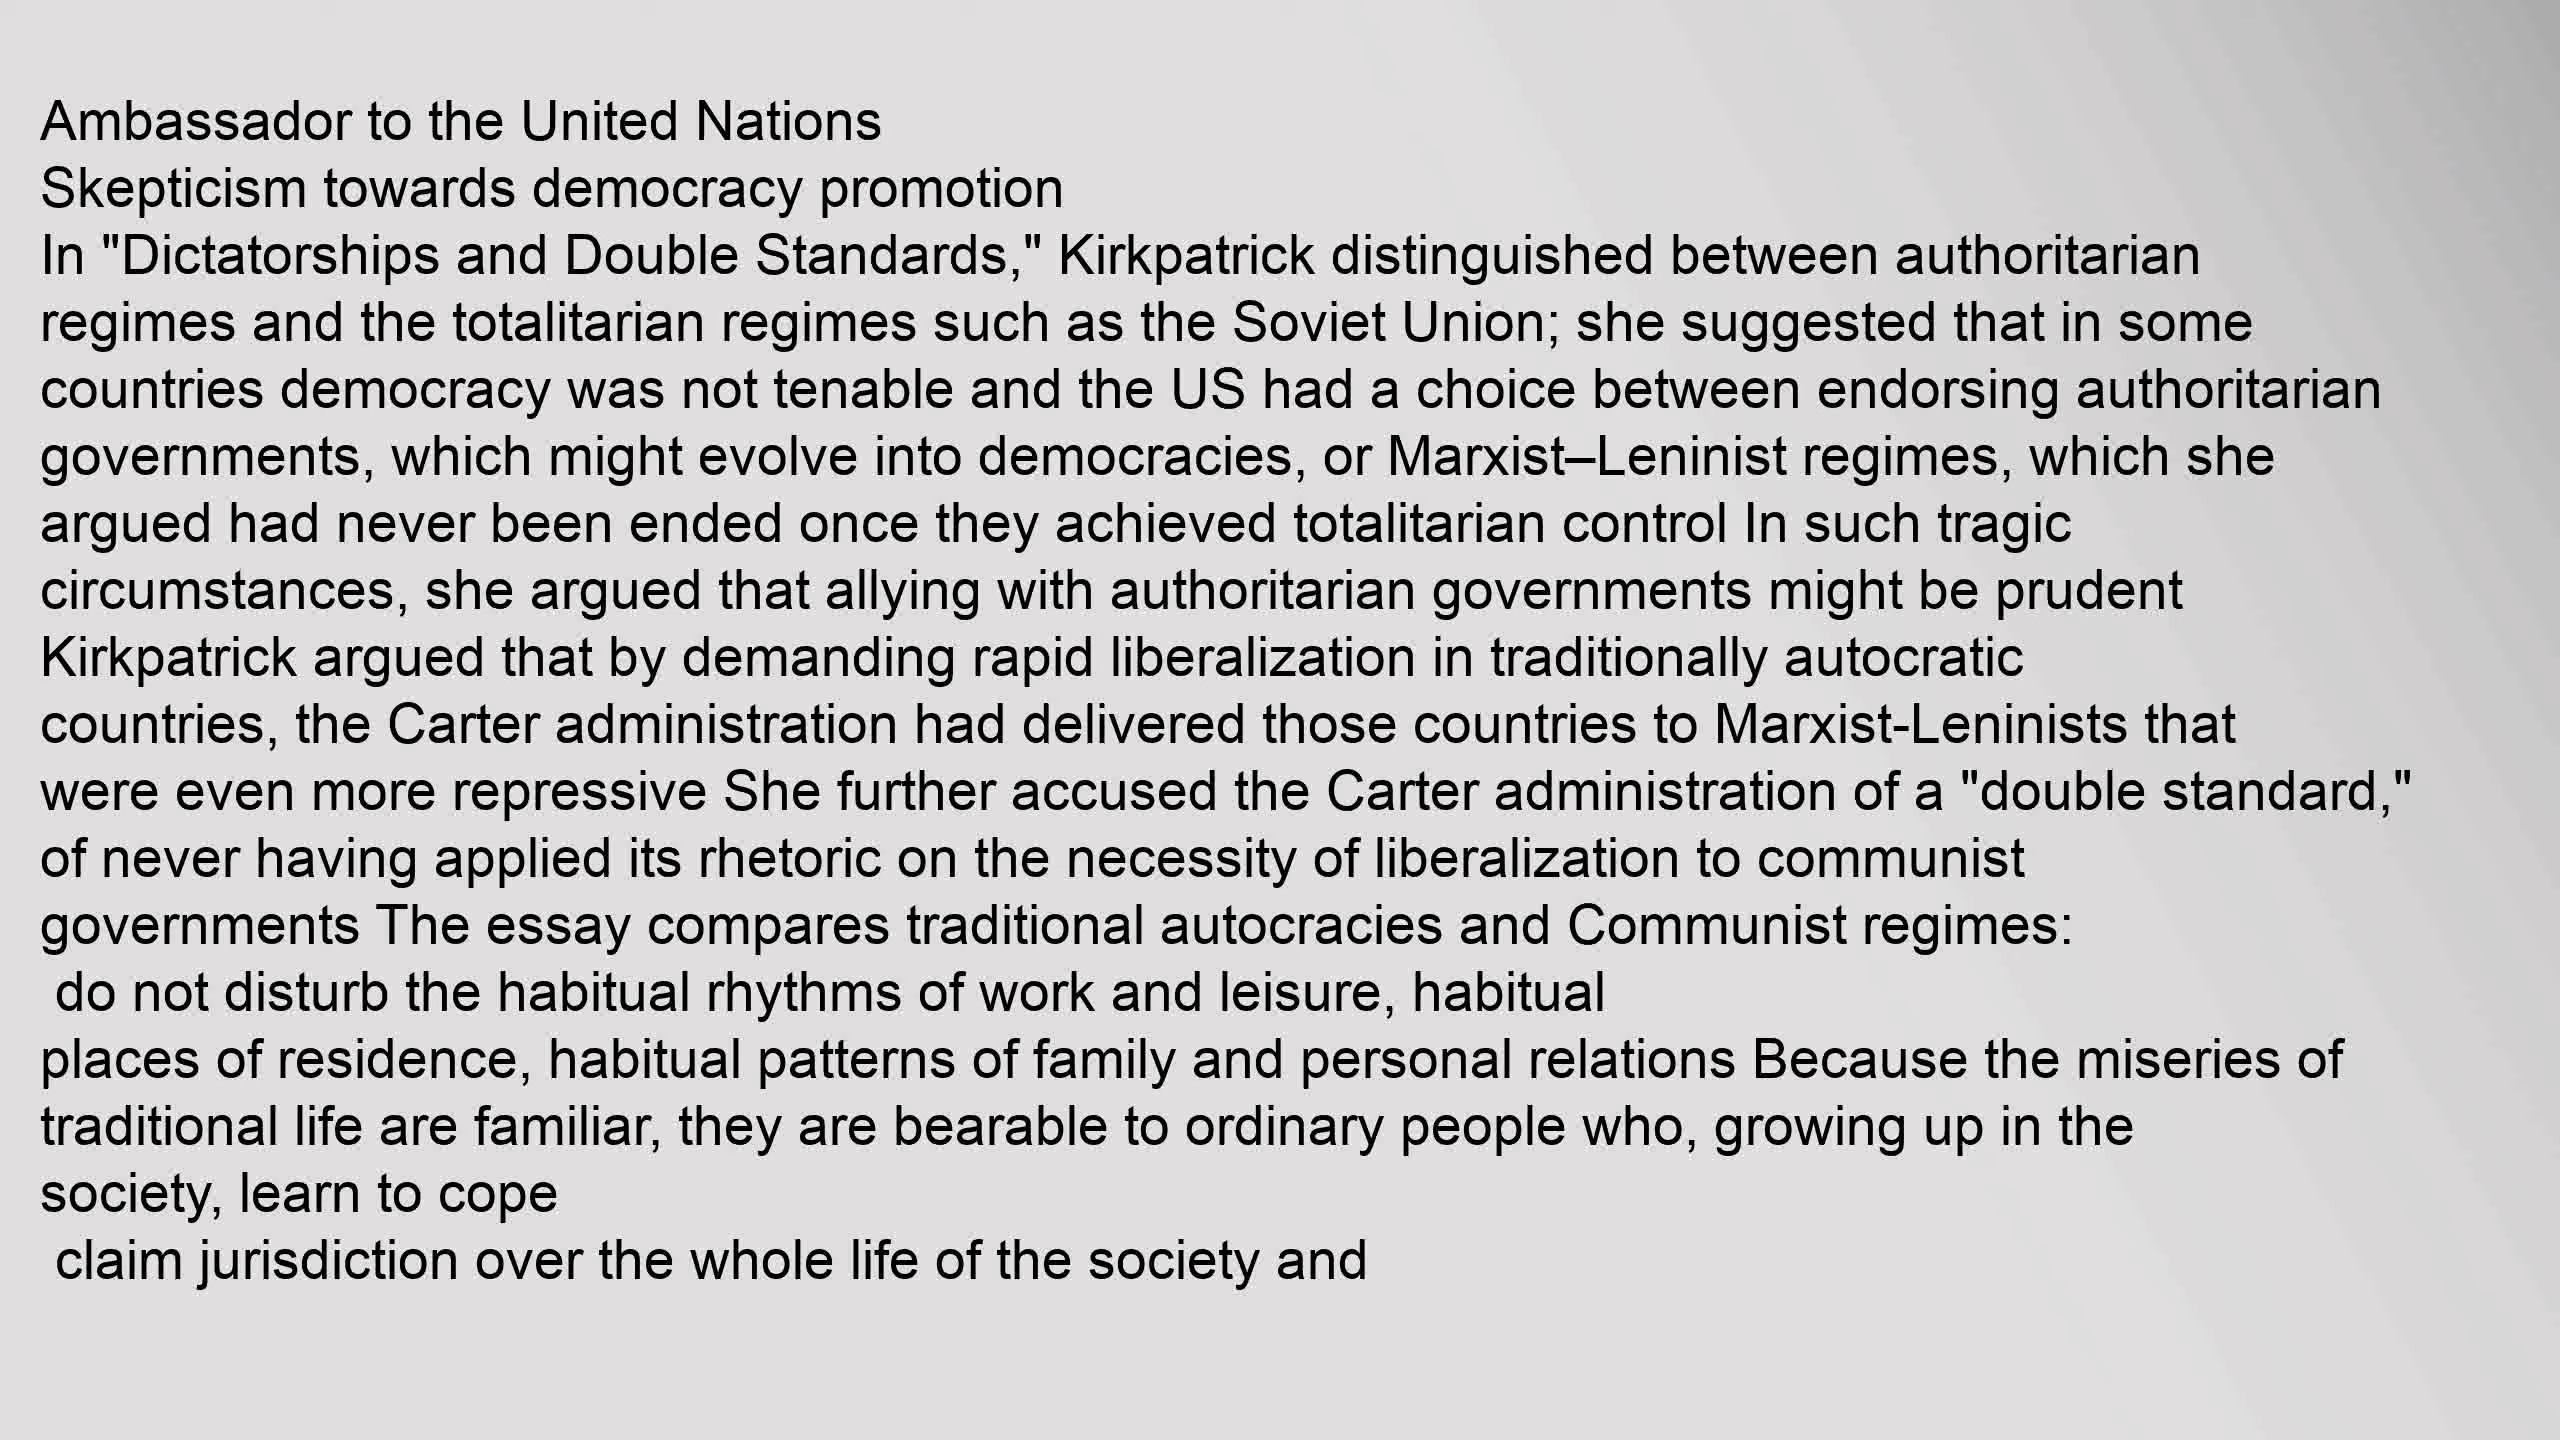 Ambassador to the United Nations
Skepticism towards democracy promotion
In "Dictatorships and Double Standards," Kirkpatrick distinguished between authoritarian
regimes and the totalitarian regimes such as the Soviet Union; she suggested that in some
countries democracy was not tenable and the US had a choice between endorsing authoritarian
governments, which might evolve into democracies, or Marxist–Leninist regimes, which she
argued had never been ended once they achieved totalitarian control In such tragic
circumstances, she argued that allying with authoritarian governments might be prudent
Kirkpatrick argued that by demanding rapid liberalization in traditionally autocratic
countries, the Carter administration had delivered those countries to Marxist-Leninists that
were even more repressive She further accused the Carter administration of a "double standard,"
of never having applied its rhetoric on the necessity of liberalization to communist
governments The essay compares traditional autocracies and Communist regimes:
do not disturb the habitual rhythms of work and leisure, habitual
places of residence, habitual patterns of family and personal relations Because the miseries of
traditional life are familiar, they are bearable to ordinary people who, growing up in the
society, learn to cope
claim jurisdiction over the whole life of the society and